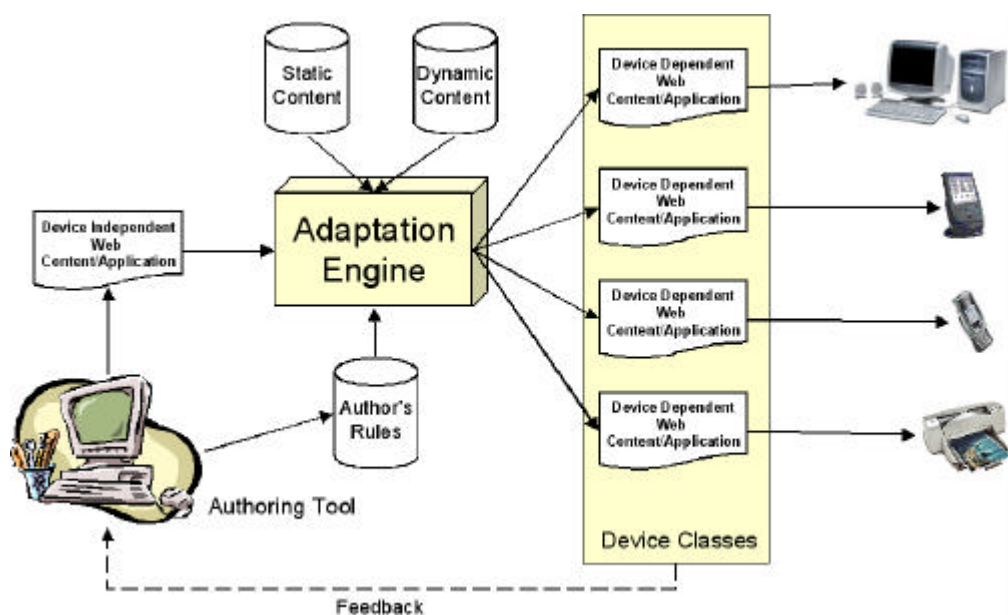 Static
Content
Dynamic
Content
Device Independent
Web
Content/Application
Adaptation
Engine
Author's
Rules
Authoring Tool
Device Dependent
Web
Content/Application
Device Dependent
Web
Content/Application
Device Dependent
Web
Content/Application
Device Dependent
Web
Content/Application
Device Classes
Feedback